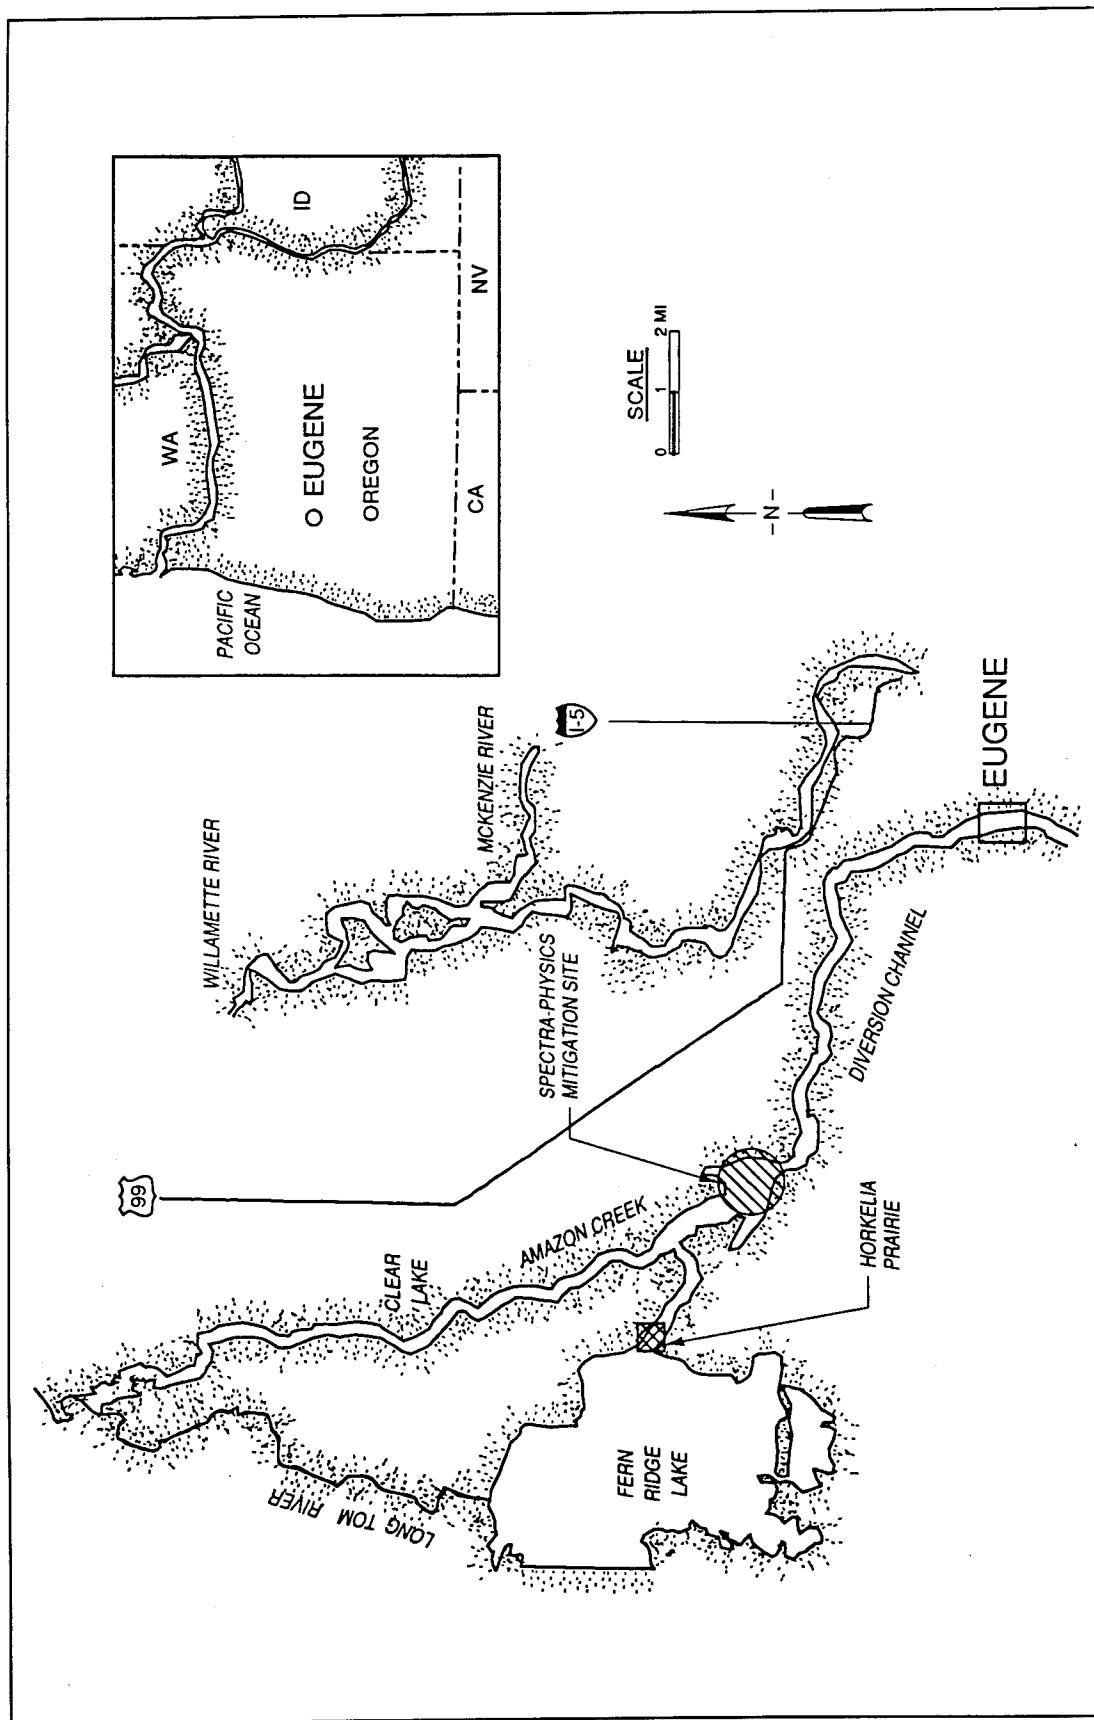 WA
ID
PACIFIC
OCEAN
EUGENE
OREGON
CA
NV
WILLAMETTE RIVER
MCKENZIE RIVER
I-5
SCALE
0 1 2 MI
-N-
99
SPECTRA-PHYSICS
MITIGATION SITE
CLEAR
LAKE
AMAZON CREEK
LONG TOM RIVER
FERN
RIDGE
LAKE
HORKELIA
PRAIRIE
DIVERSION CHANNEL
EUGENE